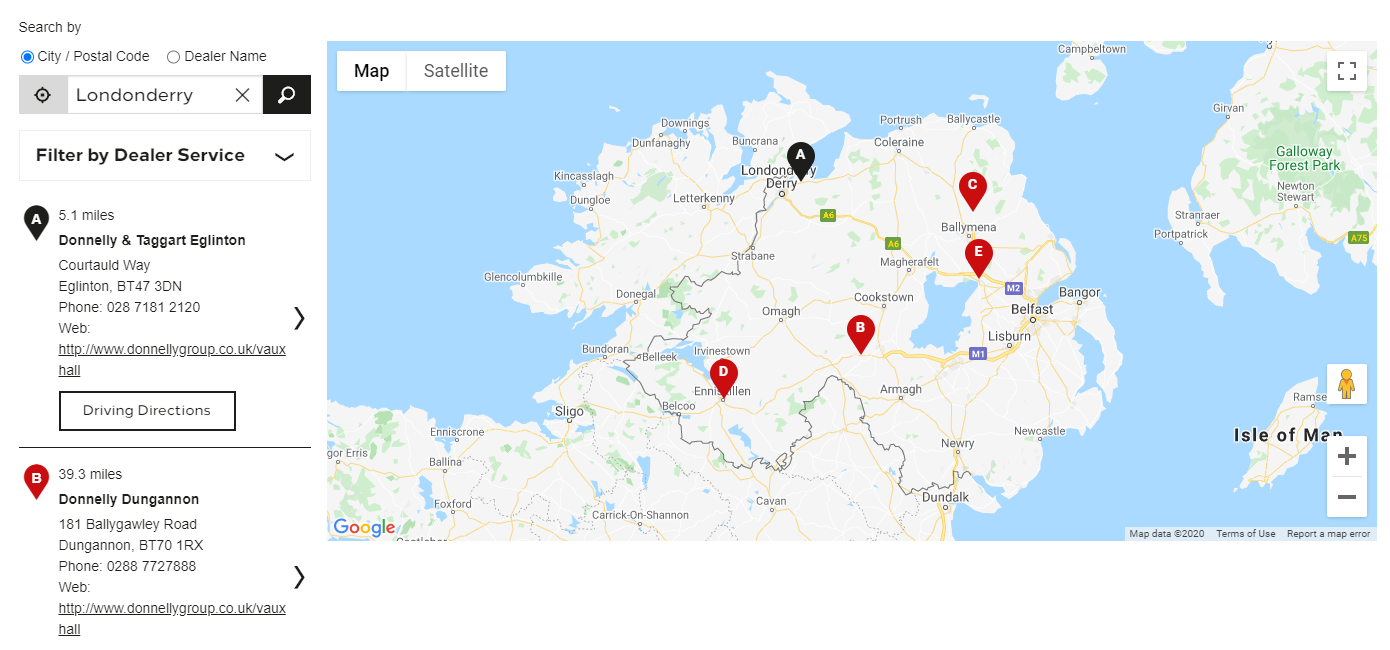 Search by
City / Postal Code
Dealer Name
Londonderry
Filter by Dealer Service
A
5.1 miles
Donnelly & Taggart Eglinton
Courtauld Way
Eglinton, BT47 3DN
Phone: 028 7181 2120
Web:
http://www.donnellygroup.co.uk/vaux
hall
Driving Directions
B
39.3 miles
Donnelly Dungannon
181 Ballygawley Road
Dungannon, BT70 1RX
Phone: 0288 7727888
Web:
http://www.donnellygroup.co.uk/vaux
hall
Map
Satellite
Campbeltown
Girvan
Downings
Portrush
Ballycastle
Dunfanaghy
Buncrana
Coleraine
A
Galloway
Forest Park
Kincasslagh
Londonderry
Derry
C
Newton
Stewart
Dungloe
Letterkenny
Stranraer
A6
Ballymena
Portpatrick
A75
A6
E
Strabane
Magherafelt
Glencolumbkille
M2
Donegal
Cookstown
Bangor
Omagh
Belfast
B
Lisburn
Bundoran
Belleek
Irvinestown
M1
D
Enniskillen
Armagh
Ramse
Belcoo
Sligo
Enniscrone
Newcastle
Isle of Man
Newry
gor Erris
Ballina
Dundalk
Foxford
Cavan
Carrick-On-Shannon
Google
Castlebar
Map data ©2020
Terms of Use
Report a map error